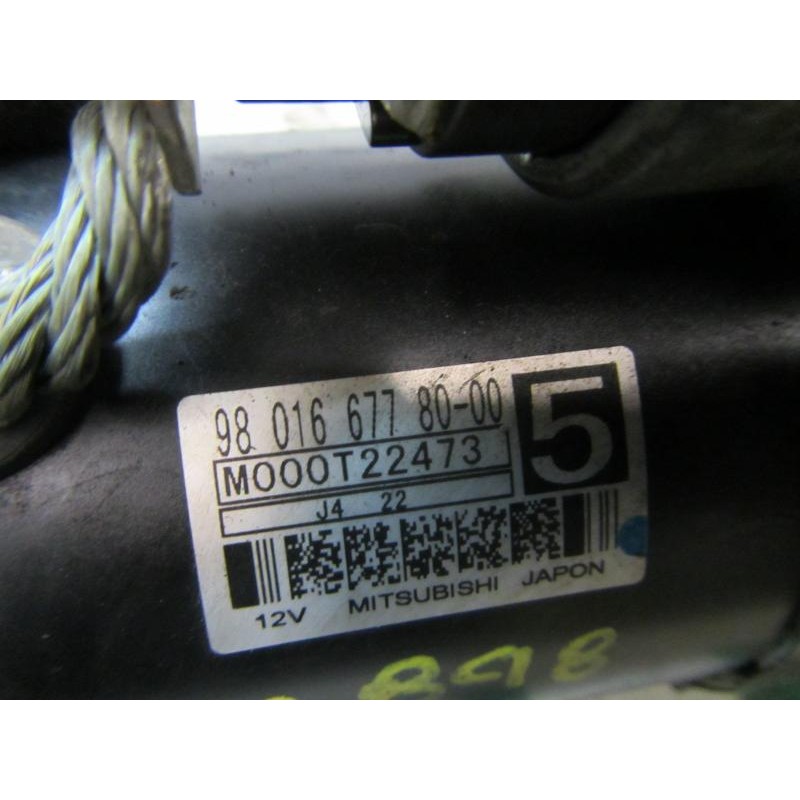 98 016 677 80-00
5
M000T22473
J4 22
12V MITSUBISHI JAPON
898